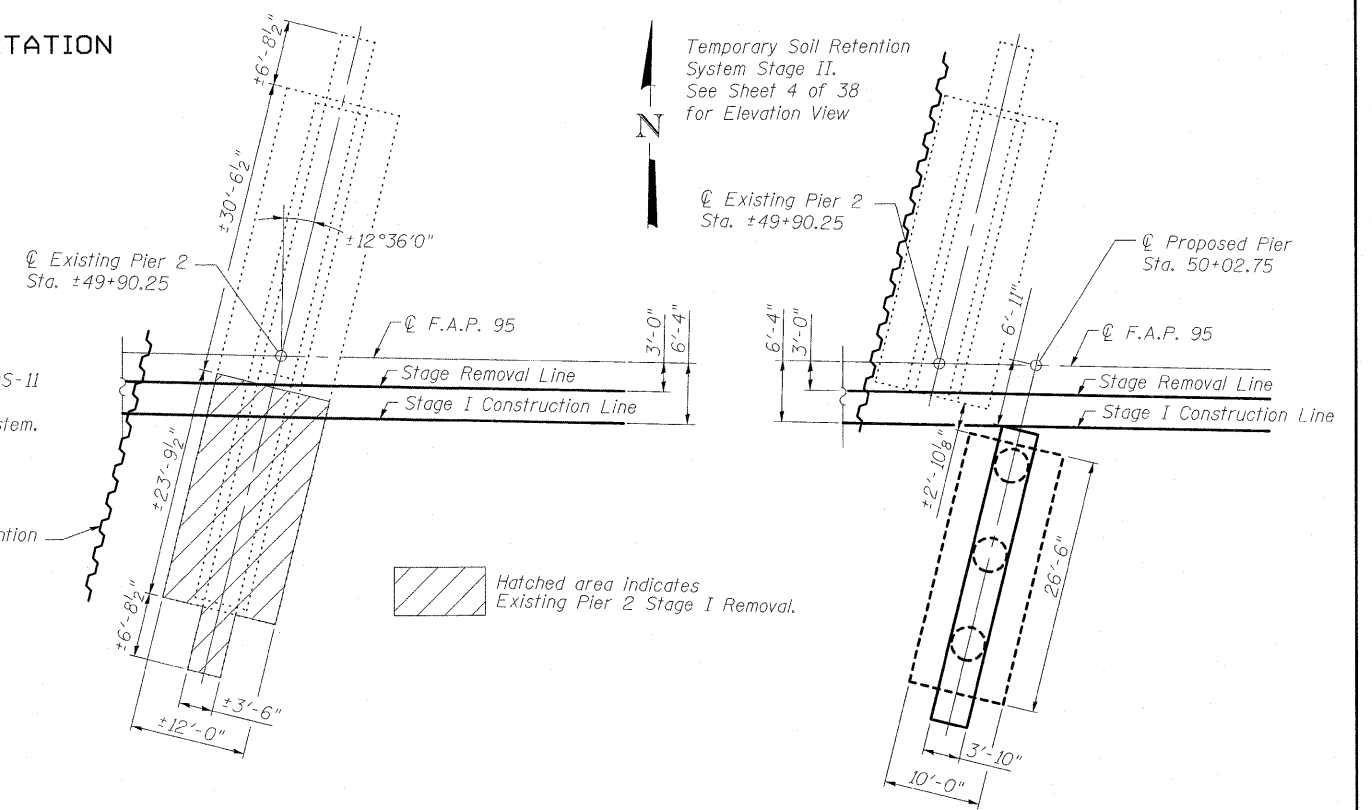 TATION
±6'-8½"
±30'-6½"
±12°36'0"
℄ Existing Pier 2
Sta. ±49+90.25
℄ F.A.P. 95
3'-0"
6'-4"
Stage Removal Line
Stage I Construction Line
S-11
stem.
±23'-9½"
ntion
±6'-8½"
±3'-6"
±12'-0"
Hatched area indicates
Existing Pier 2 Stage I Removal.
N
Temporary Soil Retention
System Stage II.
See Sheet 4 of 38
for Elevation View
℄ Existing Pier 2
Sta. ±49+90.25
℄ Proposed Pier
Sta. 50+02.75
6'-11"
6'-4"
3'-0"
℄ F.A.P. 95
Stage Removal Line
Stage I Construction Line
±2'-10⅛"
26'-6"
3'-10"
10'-0"